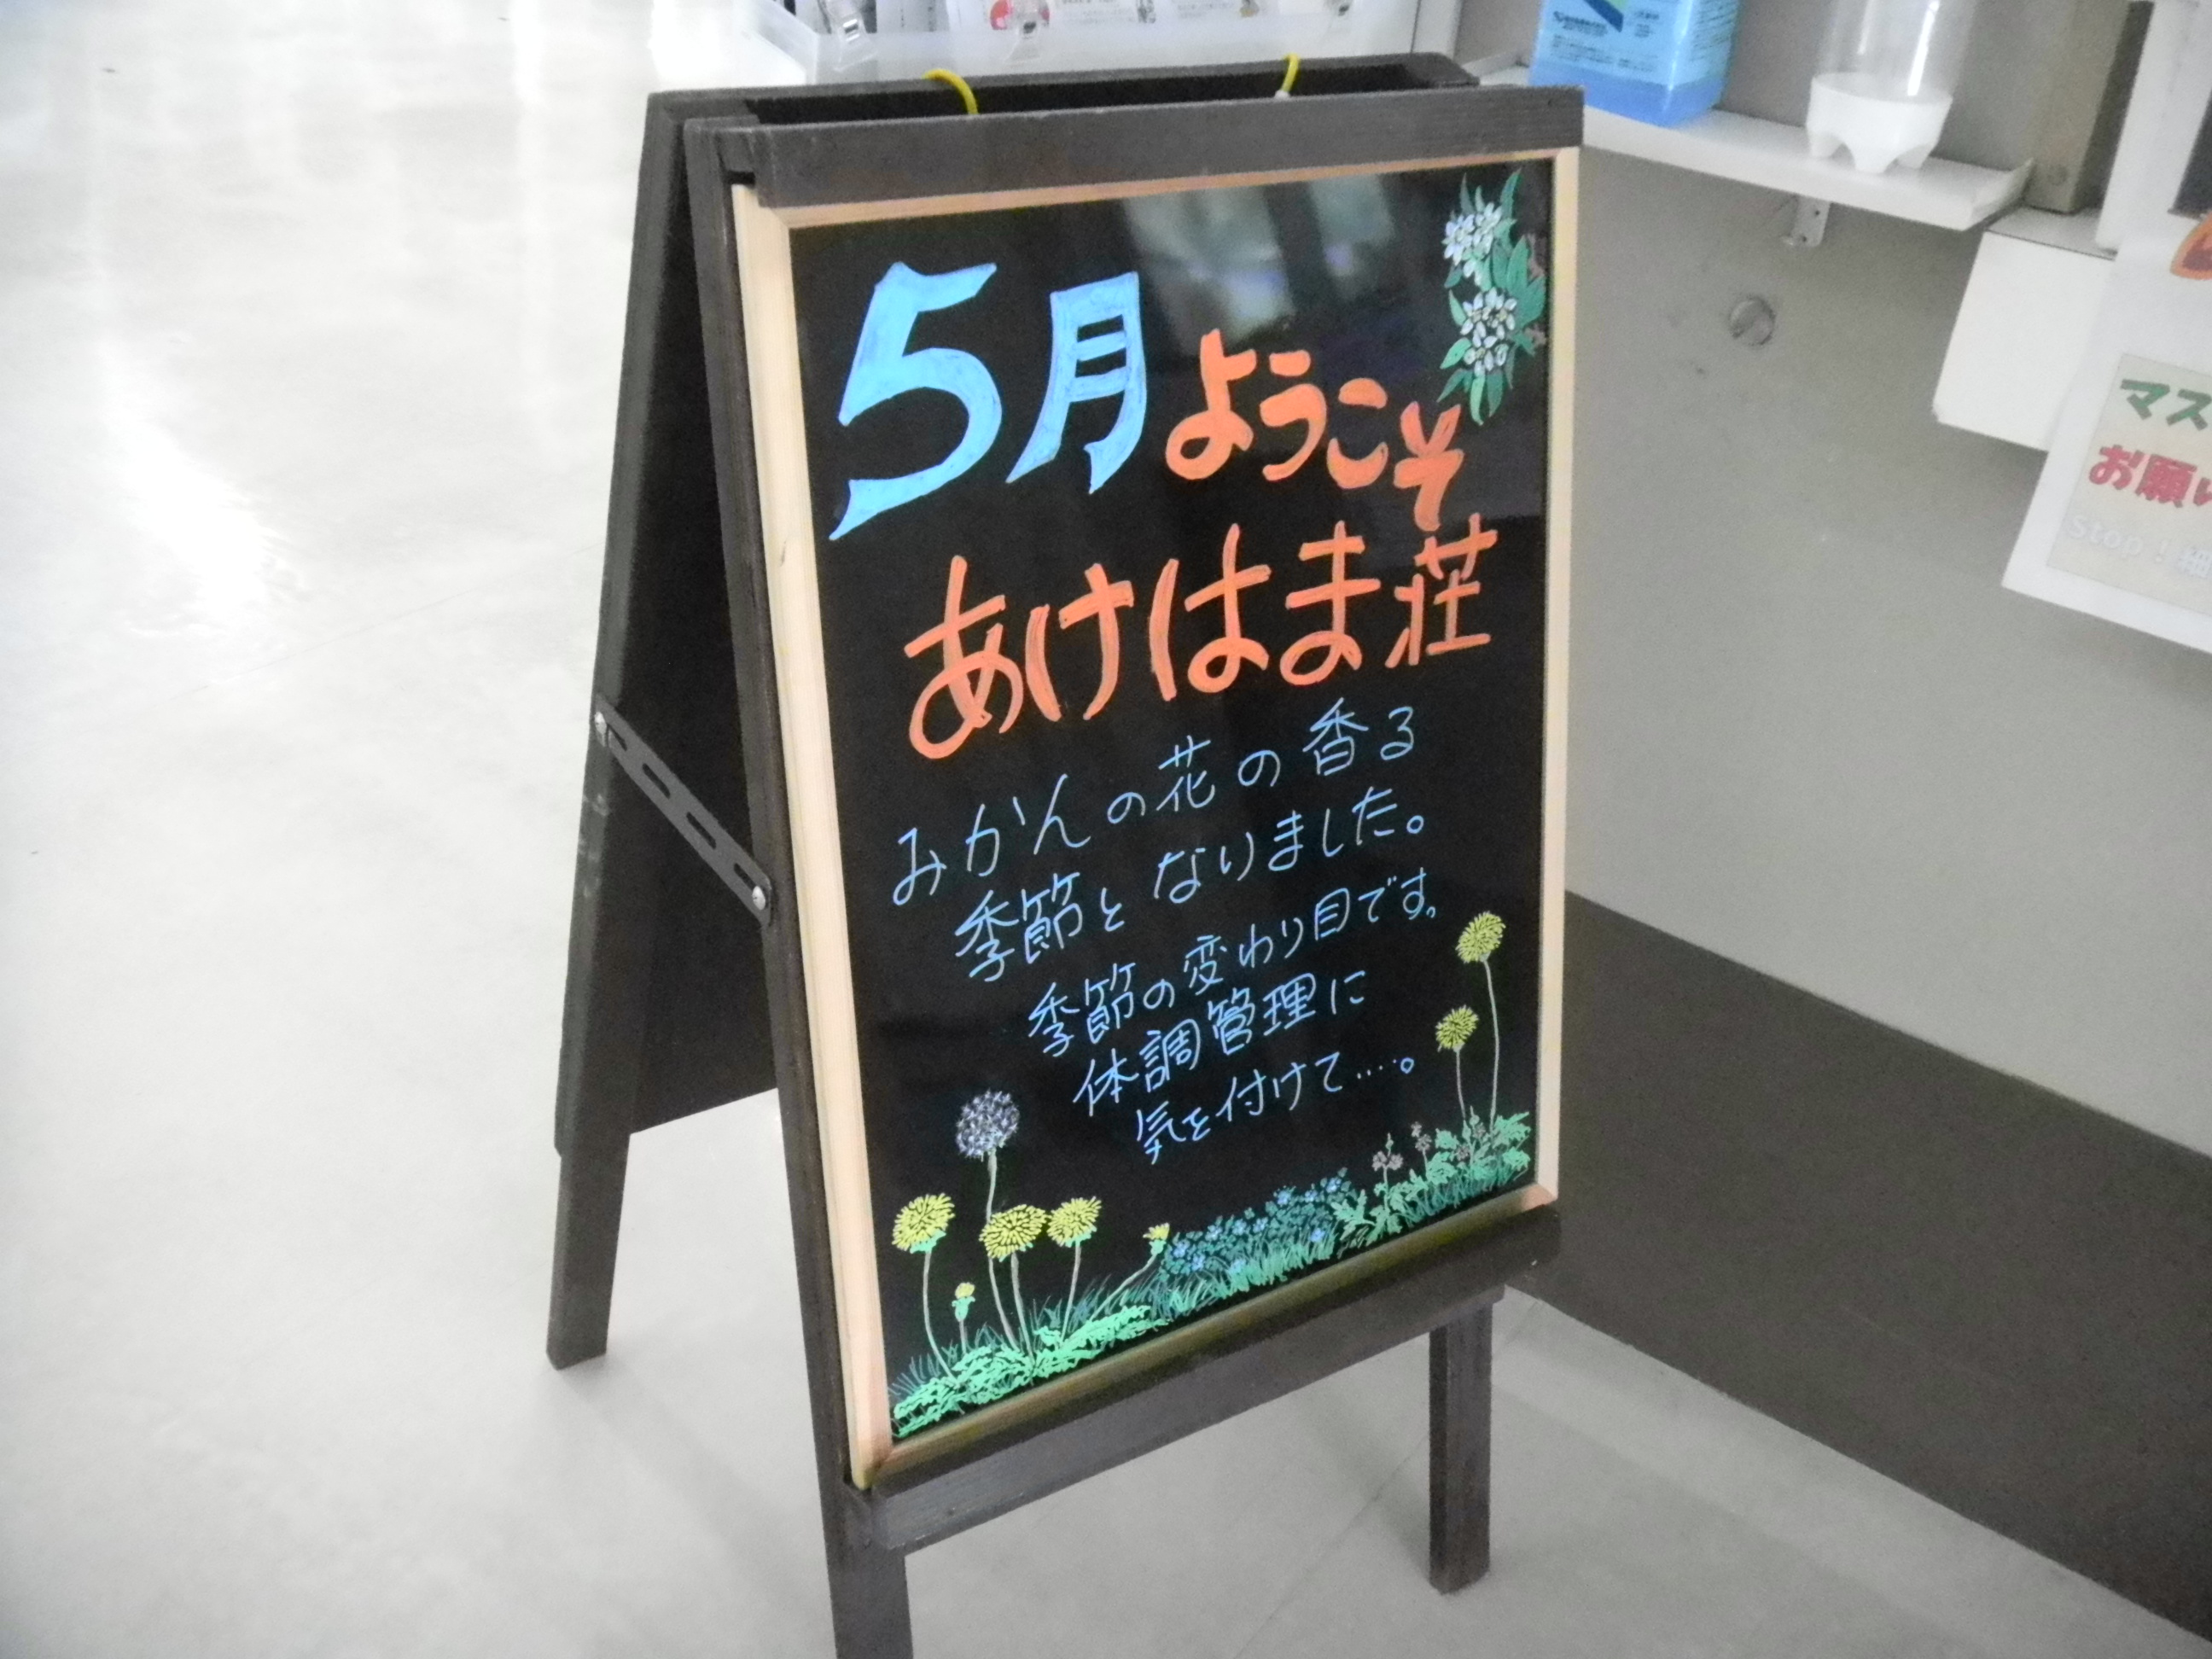 5月ようこそ
あけはま荘
みかんの花の香る
季節となりました。
季節の変わり目です。
体調管理に
気を付けて....。
マス
お願い
Stop!